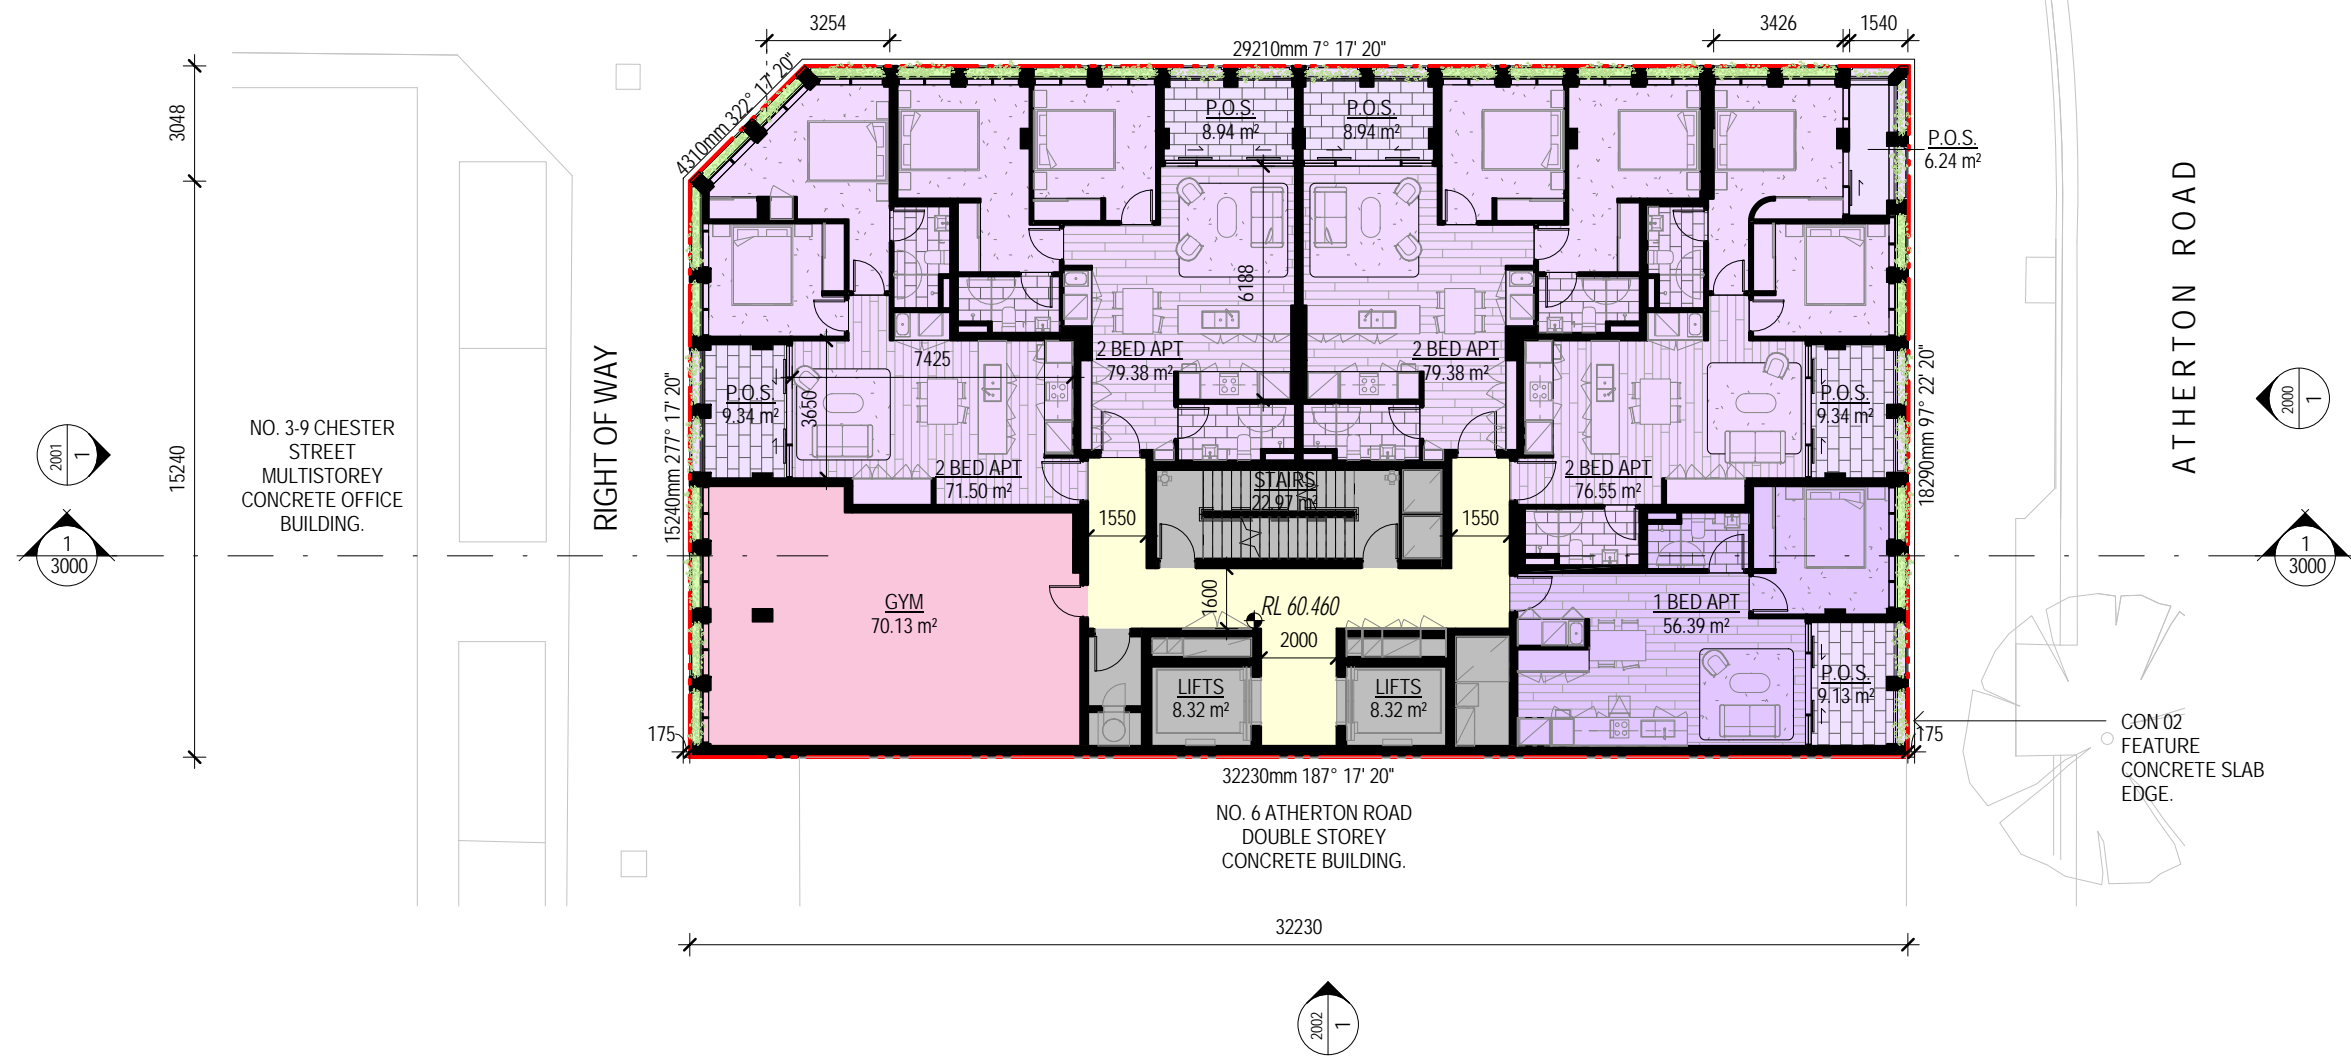 3254
3426
1540
29210mm 7° 17' 20"
4310mm 322° 17' 20"
3048
15240
P.O.S.
8.94 m²
P.O.S.
8.94 m²
P.O.S.
6.24 m²
ATHERTON ROAD
6188
2 BED APT
79.38 m²
2 BED APT
79.38 m²
7425
3650
P.O.S.
9.34 m²
P.O.S.
9.34 m²
RIGHT OF WAY
15240mm 277° 17' 20"
18290mm 97° 22' 20"
NO. 3-9 CHESTER
STREET
MULTISTOREY
CONCRETE OFFICE
BUILDING.
2001
1
2000
1
2 BED APT
71.50 m²
STAIRS
22.97 m²
2 BED APT
76.55 m²
1550
1550
1
3000
1
3000
GYM
70.13 m²
1600
RL 60.460
2000
1 BED APT
56.39 m²
LIFTS
8.32 m²
LIFTS
8.32 m²
P.O.S.
9.13 m²
175
175
CON 02
FEATURE
CONCRETE SLAB
EDGE.
32230mm 187° 17' 20"
NO. 6 ATHERTON ROAD
DOUBLE STOREY
CONCRETE BUILDING.
32230
2002
1